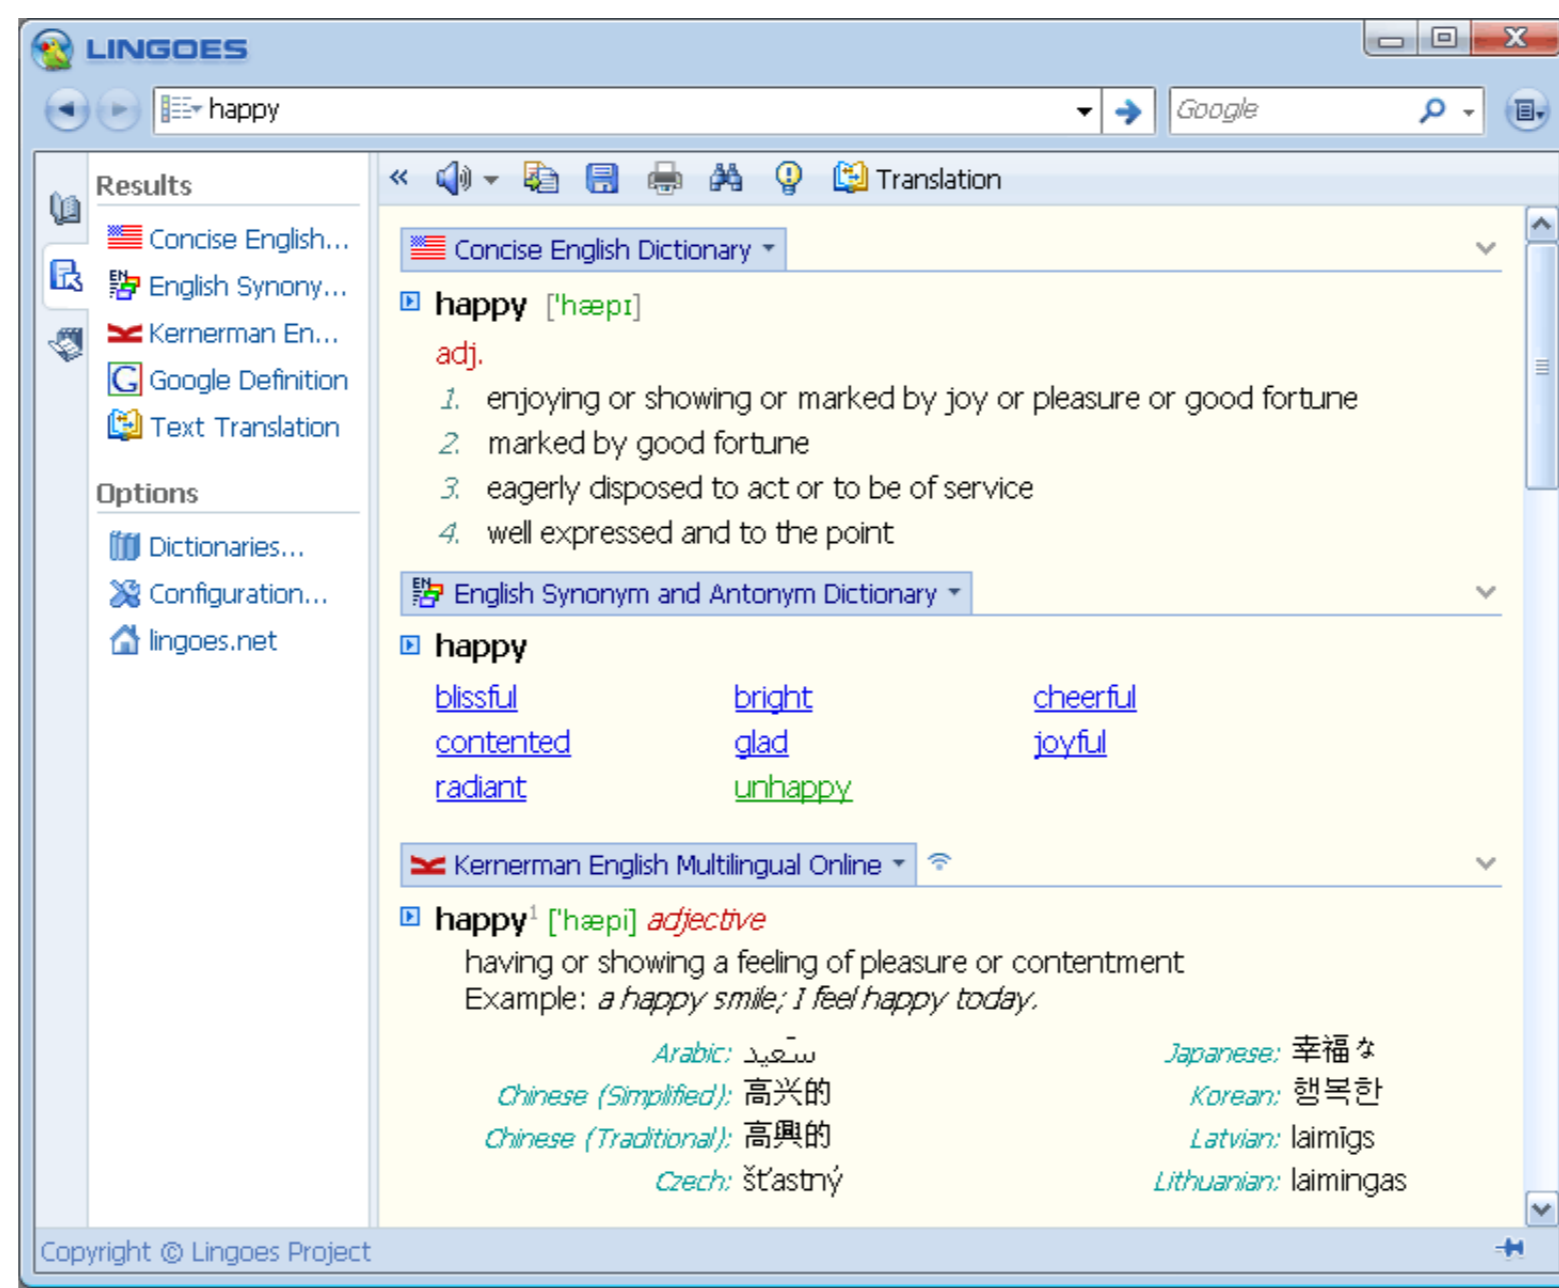 LINGOES
happy
Google
Results
Concise English...
English Synony...
Kernerman En...
Google Definition
Text Translation
Options
Dictionaries...
Configuration...
lingoes.net
Translation
Concise English Dictionary
happy ['hæpɪ]
adj.
1. enjoying or showing or marked by joy or pleasure or good fortune
2. marked by good fortune
3. eagerly disposed to act or to be of service
4. well expressed and to the point
English Synonym and Antonym Dictionary
happy
blissful bright cheerful
contented glad joyful
radiant unhappy
Kernerman English Multilingual Online
happy¹ ['hæpi] adjective
having or showing a feeling of pleasure or contentment
Example: a happy smile; I feel happy today.
Arabic: سَعيد Japanese: 幸福な
Chinese (Simplified): 高兴的 Korean: 행복한
Chinese (Traditional): 高興的 Latvian: laimīgs
Czech: šťastný Lithuanian: laimingas
Copyright © Lingoes Project